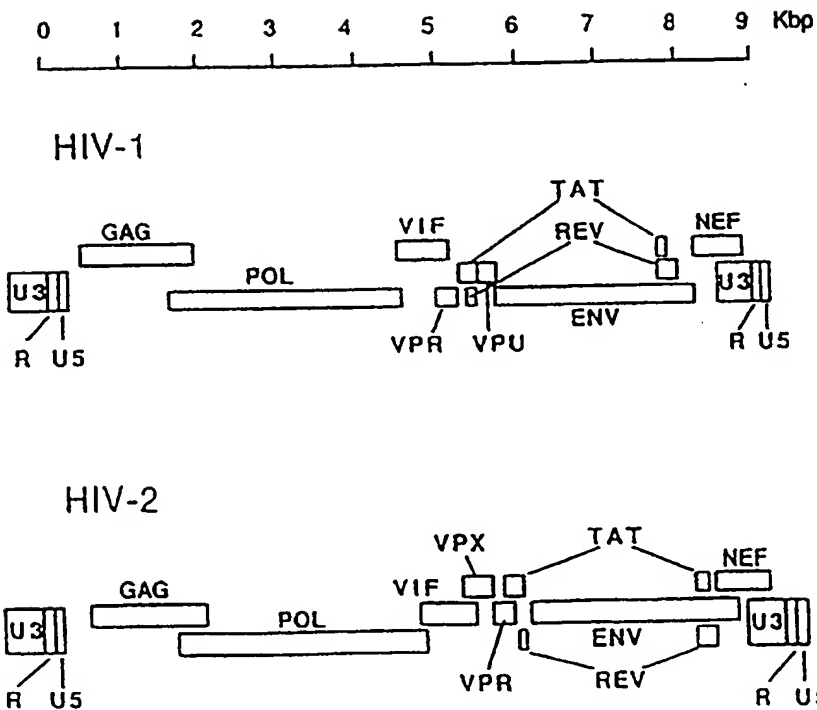 0 1 2 3 4 5 6 7 8 9 Kbp
HIV-1
TAT
GAG VIF REV NEF
U3 POL U3
ENV
R U5 VPR VPU R U5
HIV-2
VPX TAT NEF
GAG VIF
U3 POL ENV U3
VPR REV
R U5 R U5